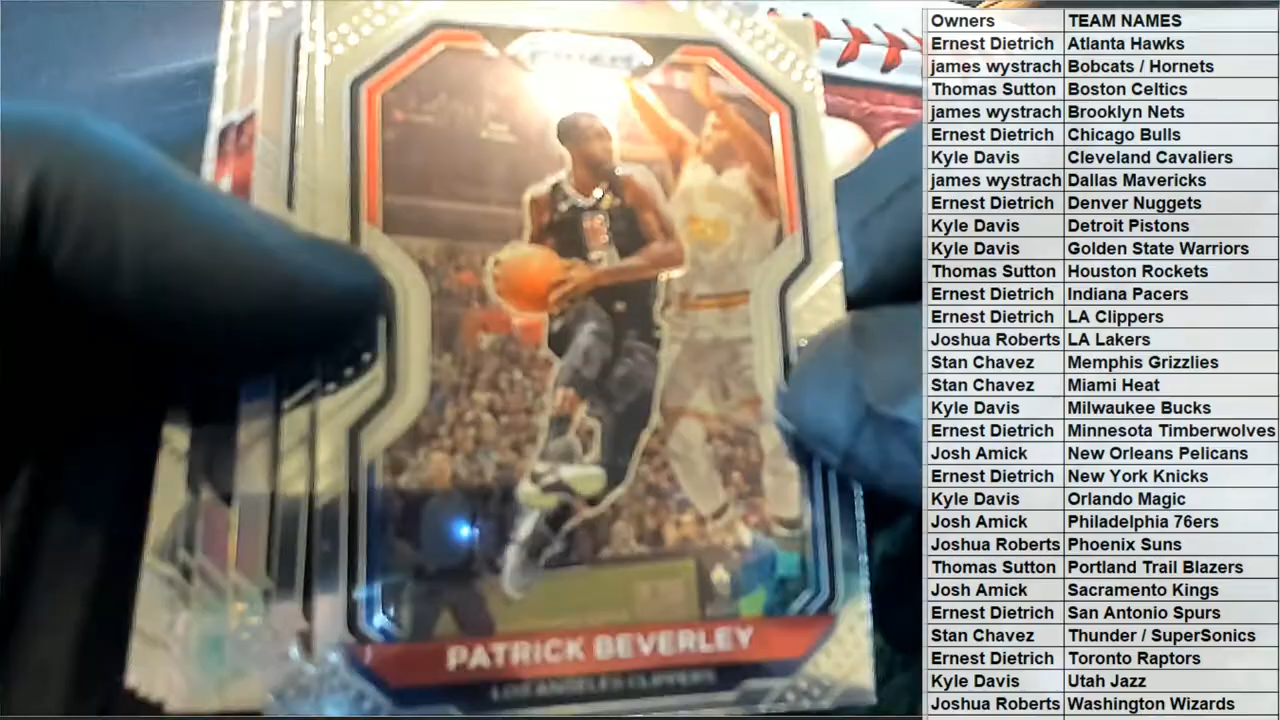 PRIZM
PATRICK BEVERLEY
LOS ANGELES CLIPPERS
Owners TEAM NAMES
Ernest Dietrich Atlanta Hawks
james wystrach Bobcats / Hornets
Thomas Sutton Boston Celtics
james wystrach Brooklyn Nets
Ernest Dietrich Chicago Bulls
Kyle Davis Cleveland Cavaliers
james wystrach Dallas Mavericks
Ernest Dietrich Denver Nuggets
Kyle Davis Detroit Pistons
Kyle Davis Golden State Warriors
Thomas Sutton Houston Rockets
Ernest Dietrich Indiana Pacers
Ernest Dietrich LA Clippers
Joshua Roberts LA Lakers
Stan Chavez Memphis Grizzlies
Stan Chavez Miami Heat
Kyle Davis Milwaukee Bucks
Ernest Dietrich Minnesota Timberwolves
Josh Amick New Orleans Pelicans
Ernest Dietrich New York Knicks
Kyle Davis Orlando Magic
Josh Amick Philadelphia 76ers
Joshua Roberts Phoenix Suns
Thomas Sutton Portland Trail Blazers
Josh Amick Sacramento Kings
Ernest Dietrich San Antonio Spurs
Stan Chavez Thunder / SuperSonics
Ernest Dietrich Toronto Raptors
Kyle Davis Utah Jazz
Joshua Roberts Washington Wizards